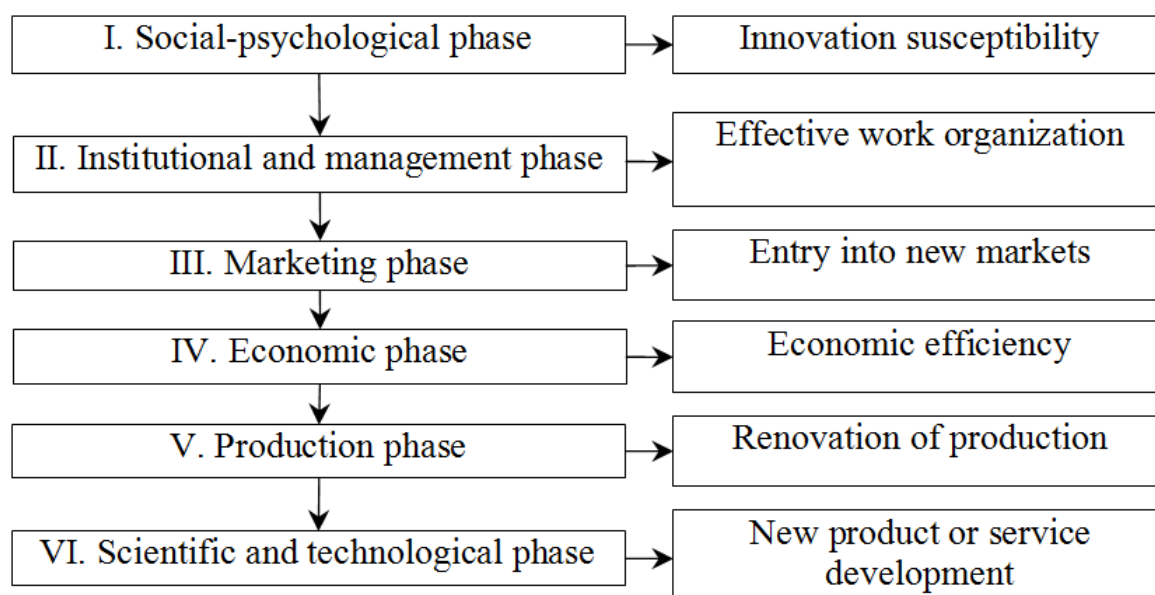 I. Social-psychological phase
Innovation susceptibility
II. Institutional and management phase
Effective work organization
III. Marketing phase
Entry into new markets
IV. Economic phase
Economic efficiency
V. Production phase
Renovation of production
VI. Scientific and technological phase
New product or service
development